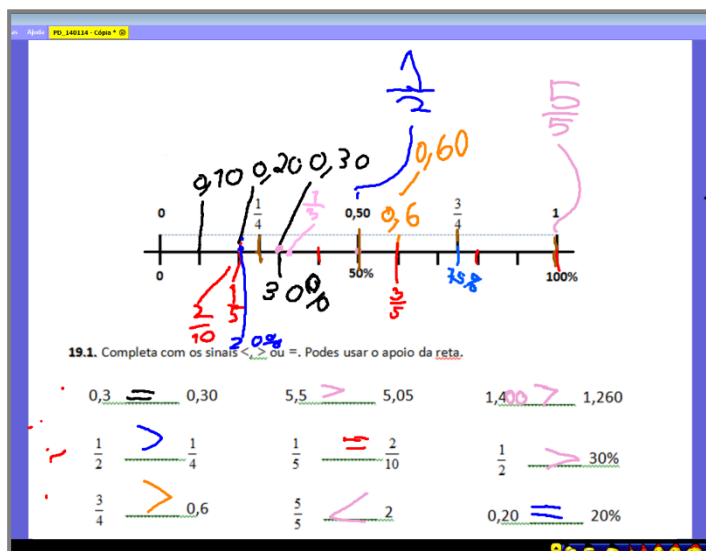 Ajuda PD_140114 - Cópia *
1/2
5/5
0,10 0,20 0,30 0,60
1/3
0 1/4 0,50 0,6 3/4 1
0 50% 100%
30% 75%
2/10 1/5 3/5
20%
19.1. Completa com os sinais <, > ou =. Podes usar o apoio da reta.
0,3 = 0,30 5,5 > 5,05 1,400 > 1,260
1/2 > 1/4 1/5 = 2/10 1/2 > 30%
3/4 > 0,6 5/5 < 2 0,20 = 20%